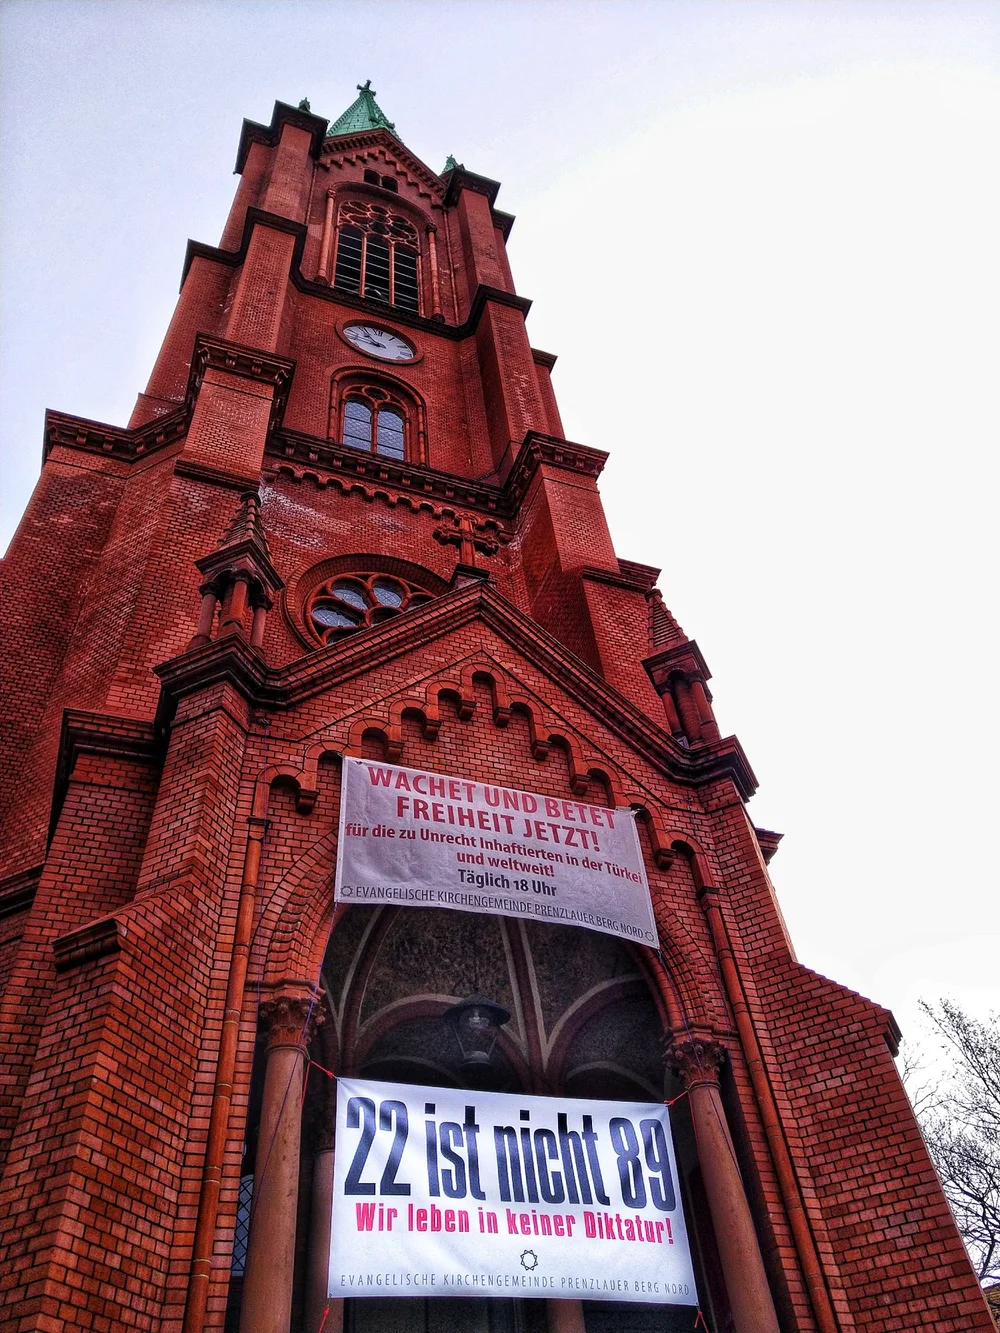 WACHET UND BETET
FREIHEIT JETZT!
für die zu Unrecht Inhaftierten in der Türkei
und weltweit!
Täglich 18 Uhr
EVANGELISCHE KIRCHENGEMEINDE PRENZLAUER BERG NORD
22 ist nicht 89
Wir leben in keiner Diktatur!
EVANGELISCHE KIRCHENGEMEINDE PRENZLAUER BERG NORD